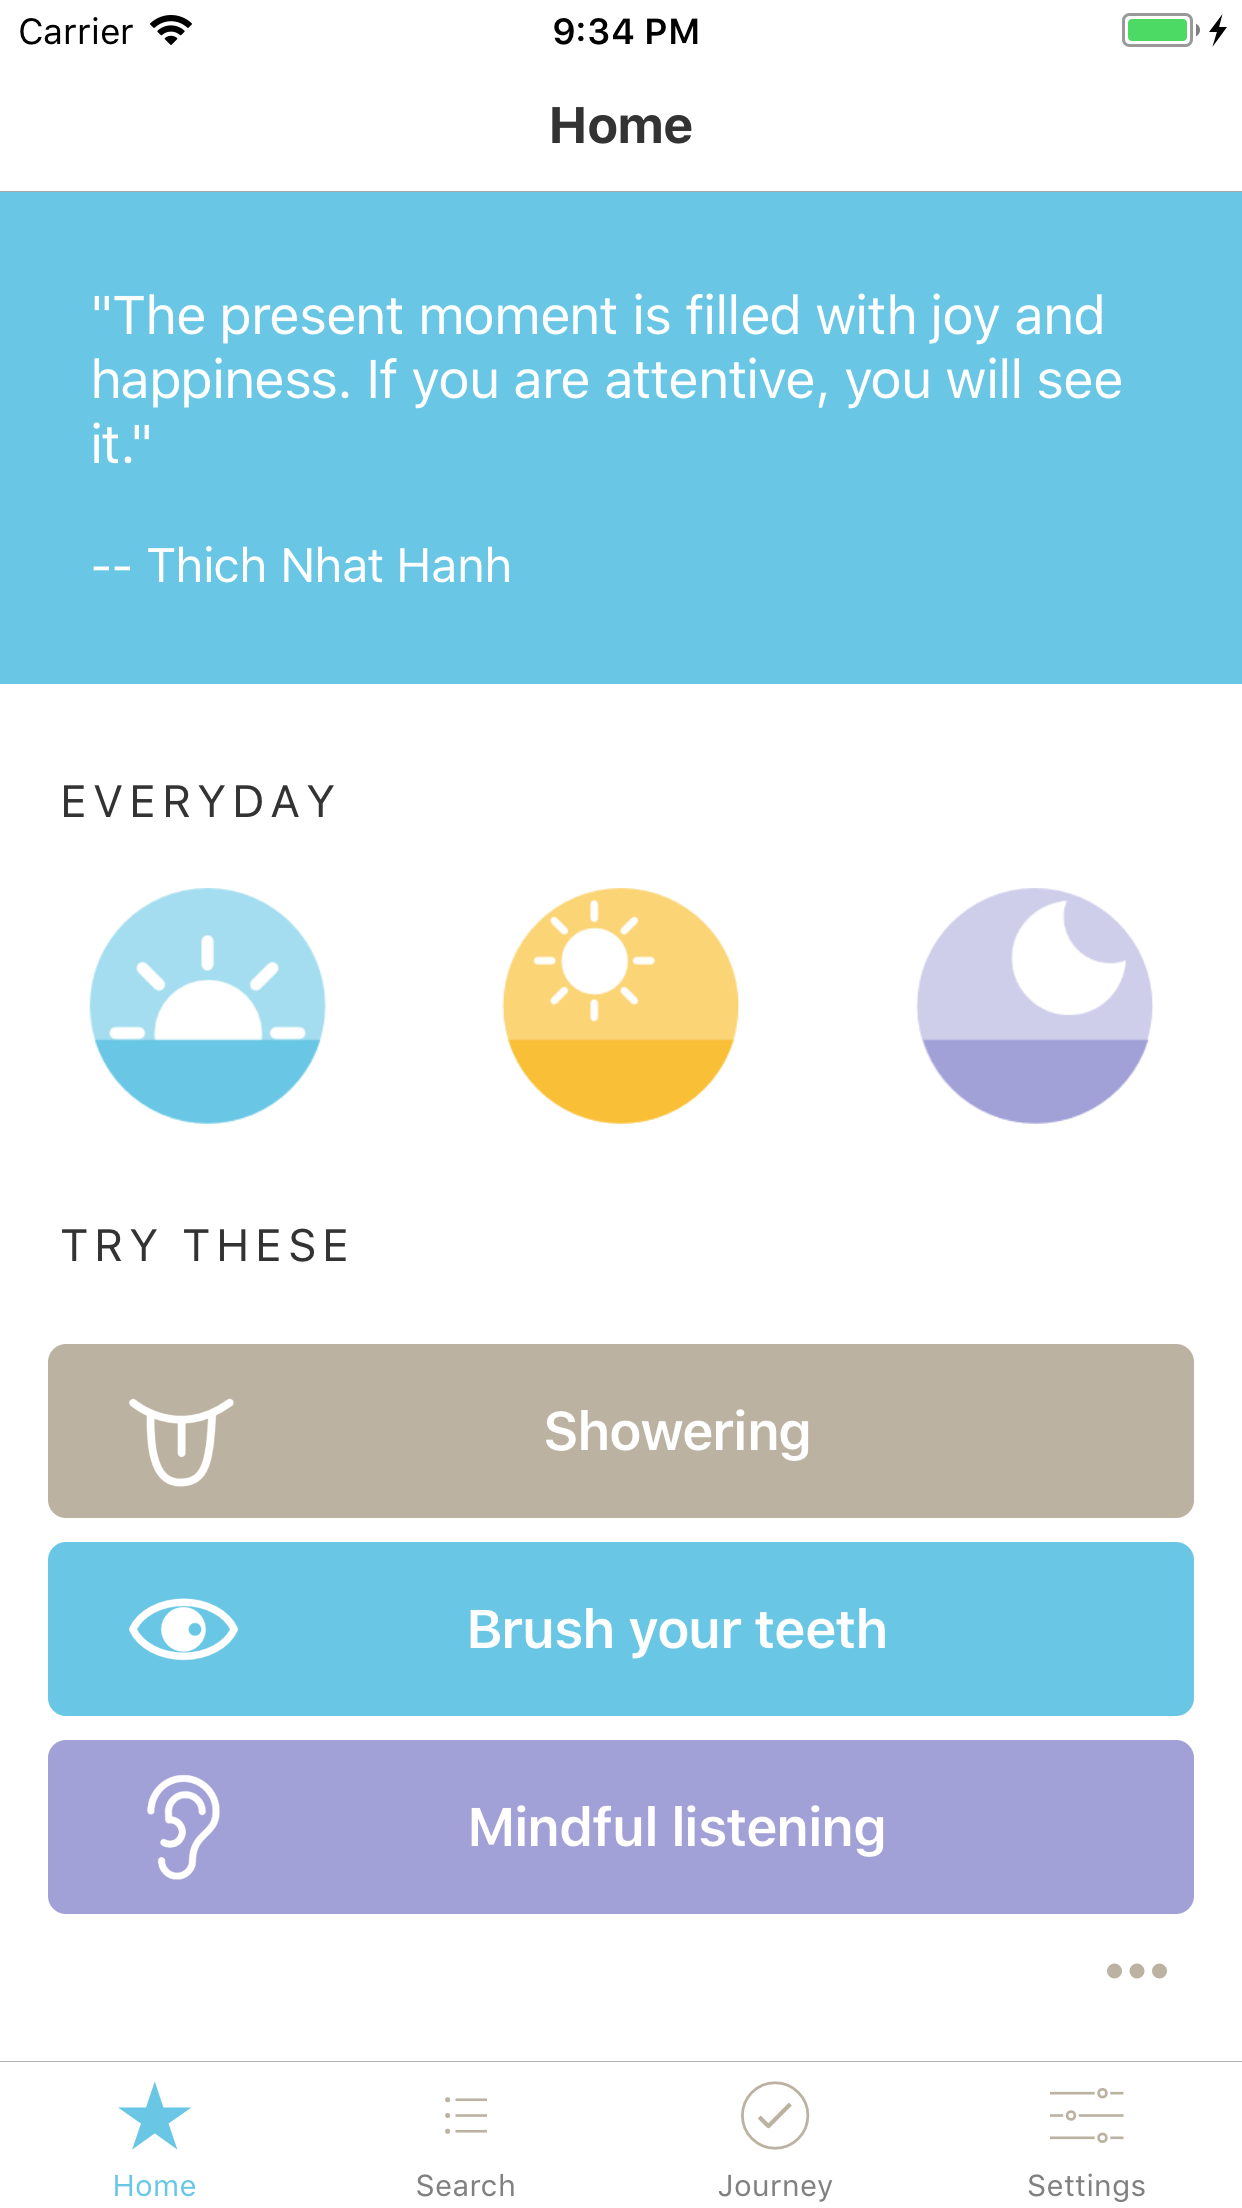 Carrier 9:34 PM
Home
"The present moment is filled with joy and
happiness. If you are attentive, you will see
it."
-- Thich Nhat Hanh
EVERYDAY
TRY THESE
Showering
Brush your teeth
Mindful listening
Home Search Journey Settings